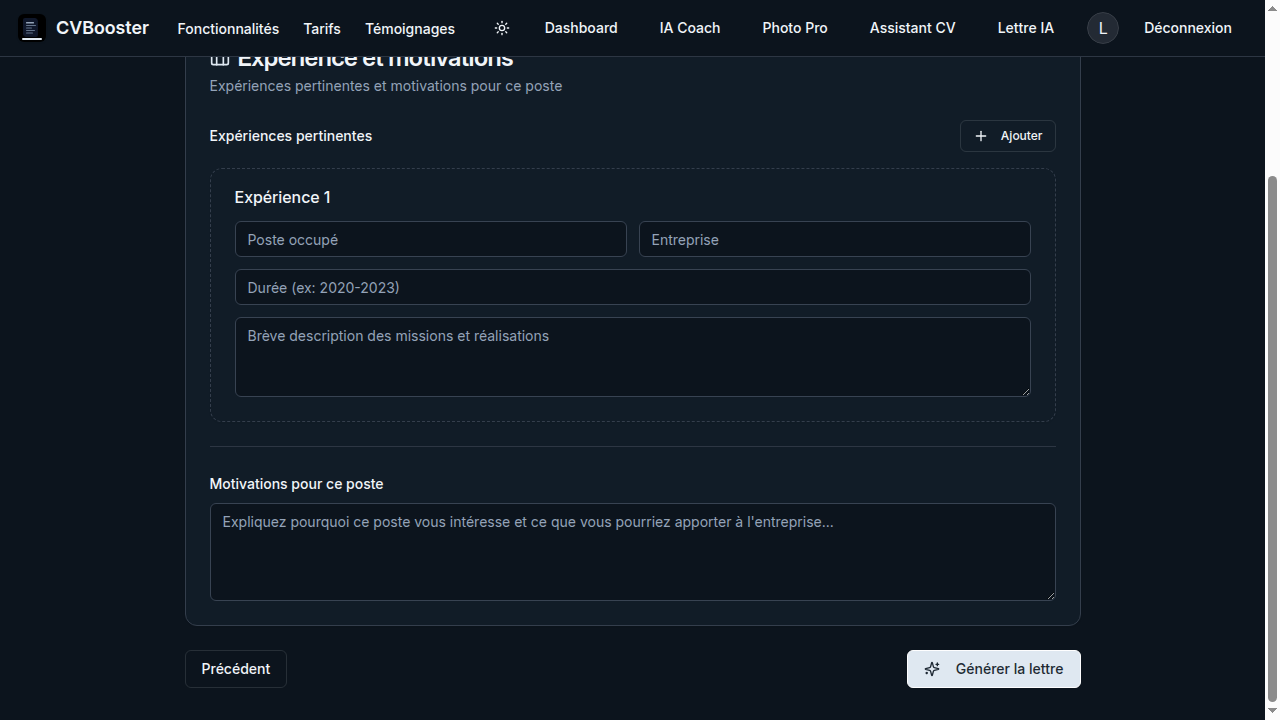 CVBooster
Fonctionnalités
Tarifs
Témoignages
Dashboard
IA Coach
Photo Pro
Assistant CV
Lettre IA
L
Déconnexion
Expérience et motivations
Expériences pertinentes et motivations pour ce poste
Expériences pertinentes
Ajouter
Expérience 1
Poste occupé
Entreprise
Durée (ex: 2020-2023)
Brève description des missions et réalisations
Motivations pour ce poste
Expliquez pourquoi ce poste vous intéresse et ce que vous pourriez apporter à l'entreprise...
Précédent
Générer la lettre